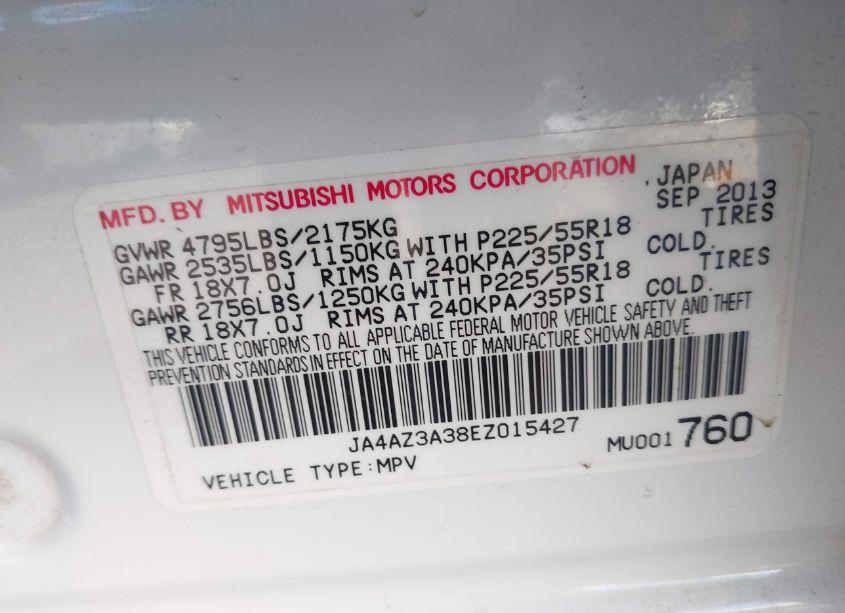 MFD. BY MITSUBISHI MOTORS CORPORATION . JAPAN
SEP 2013
GVWR 4795LBS/2175KG
GAWR 2535LBS/1150KG WITH P225/55R18 TIRES
FR 18X7.0J RIMS AT 240KPA/35PSI COLD.
GAWR 2756LBS/1250KG WITH P225/55R18 TIRES
RR 18X7.0J RIMS AT 240KPA/35PSI COLD.
THIS VEHICLE CONFORMS TO ALL APPLICABLE FEDERAL MOTOR VEHICLE SAFETY AND THEFT
PREVENTION STANDARDS IN EFFECT ON THE DATE OF MANUFACTURE SHOWN ABOVE.
JA4AZ3A38EZ015427
MU001760
VEHICLE TYPE:MPV